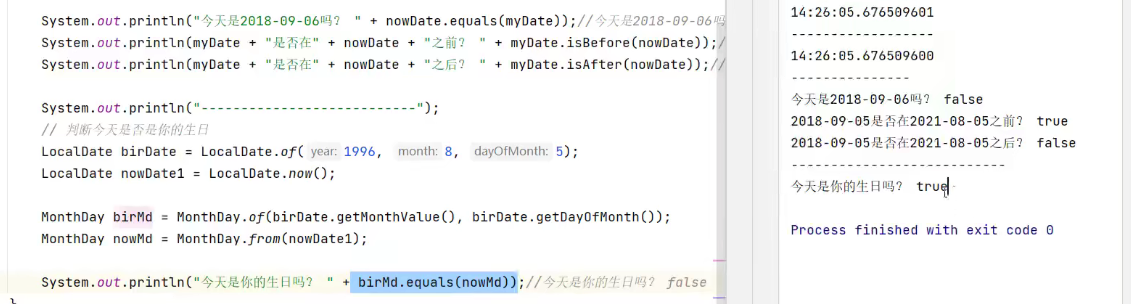 System.out.println("今天是2018-09-06吗? " + nowDate.equals(myDate));//今天是2018-09-06吗
System.out.println(myDate + "是否在" + nowDate + "之前? " + myDate.isBefore(nowDate));//
System.out.println(myDate + "是否在" + nowDate + "之后? " + myDate.isAfter(nowDate));//
System.out.println("---------------------------");
// 判断今天是否是你的生日
LocalDate birDate = LocalDate.of( year: 1996, month: 8, dayOfMonth: 5);
LocalDate nowDate1 = LocalDate.now();
MonthDay birMd = MonthDay.of(birDate.getMonthValue(), birDate.getDayOfMonth());
MonthDay nowMd = MonthDay.from(nowDate1);
System.out.println("今天是你的生日吗? " + birMd.equals(nowMd));//今天是你的生日吗? false
}
14:26:05.676509601
------------------
14:26:05.676509600
---------------
今天是2018-09-06吗? false
2018-09-05是否在2021-08-05之前? true
2018-09-05是否在2021-08-05之后? false
---------------------------
今天是你的生日吗? true
Process finished with exit code 0